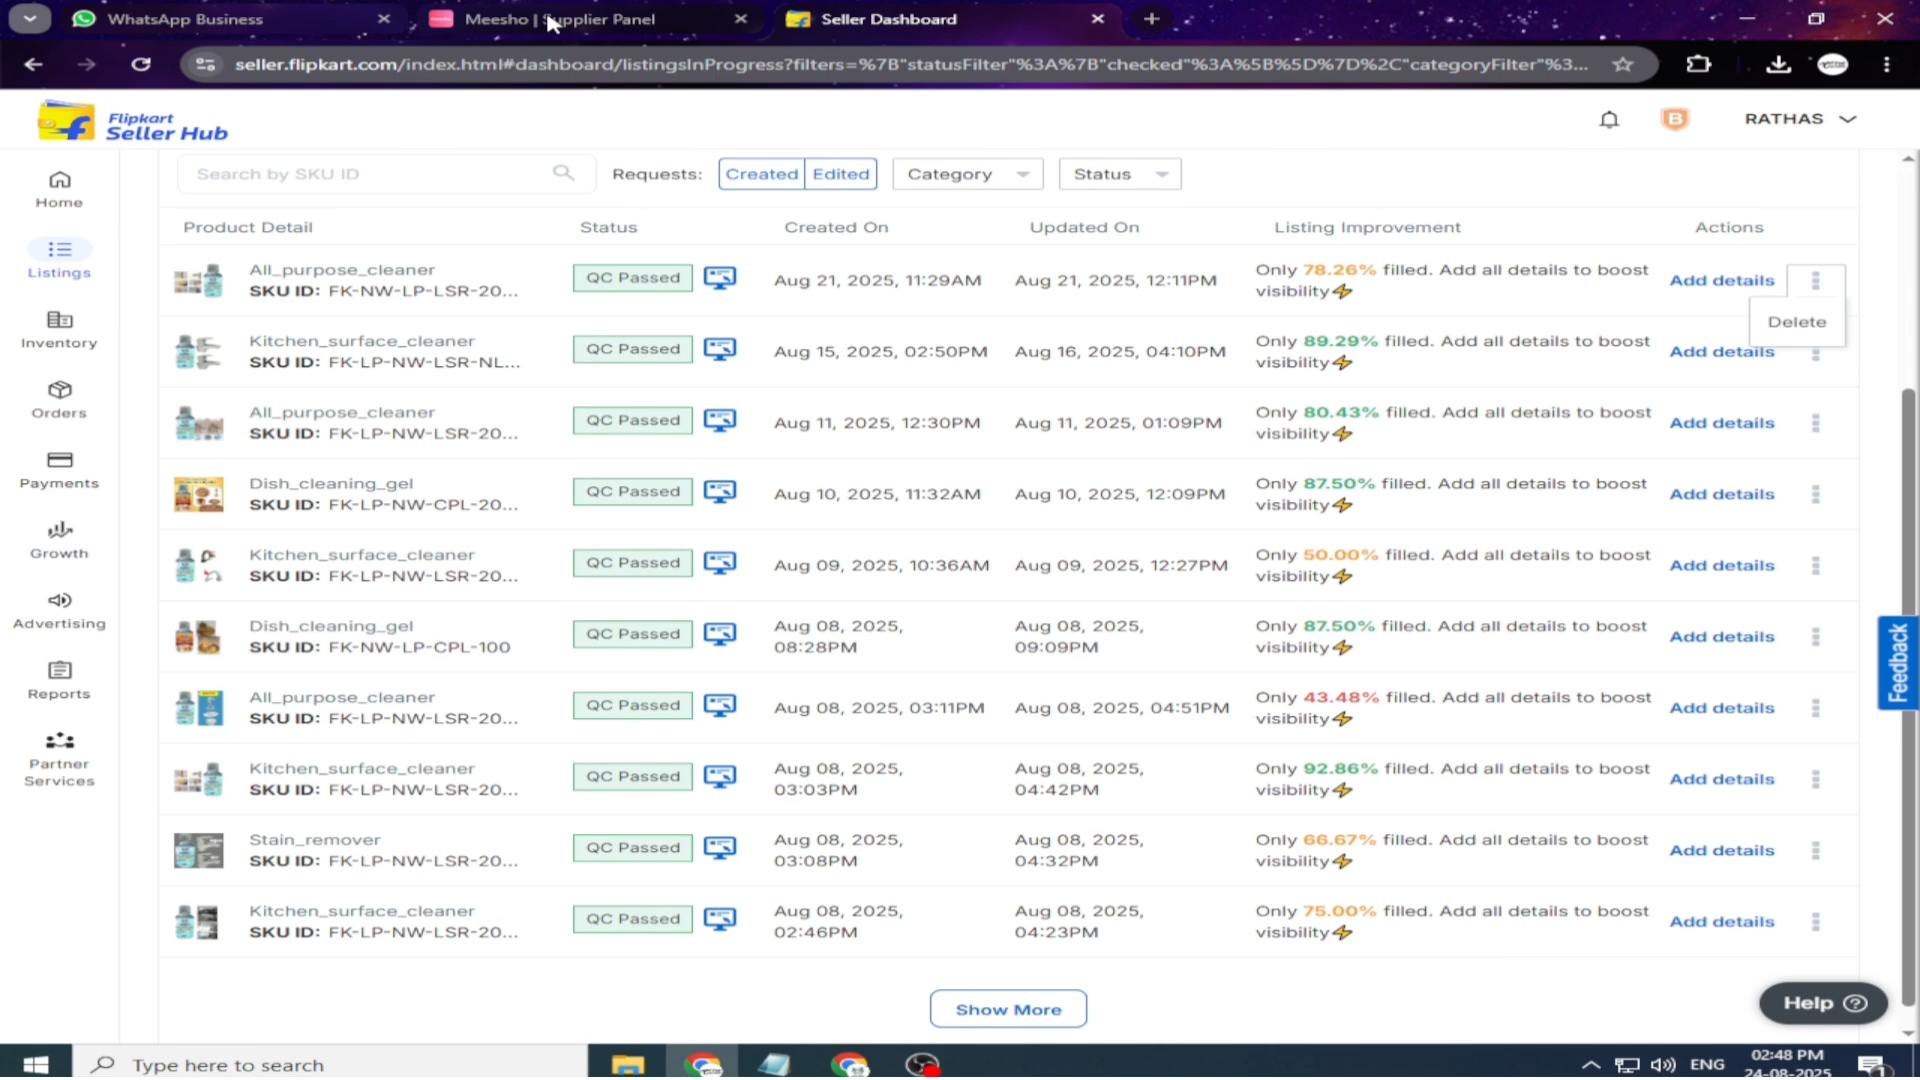 WhatsApp Business
Meesho | Supplier Panel
Seller Dashboard
seller.flipkart.com/index.html#dashboard/listingsInProgress?filters=%7B"statusFilter"%3A%7B"checked"%3A%5B%5D%7D%2C"categoryFilter"%3...
Flipkart
Seller Hub
B
RATHAS
Home
Listings
Inventory
Orders
Payments
Growth
Advertising
Reports
Partner
Services
Search by SKU ID
Requests: Created Edited Category Status
Product Detail Status Created On Updated On Listing Improvement Actions
All_purpose_cleaner
SKU ID: FK-NW-LP-LSR-20...
QC Passed
Aug 21, 2025, 11:29AM
Aug 21, 2025, 12:11PM
Only 78.26% filled. Add all details to boost
visibility⚡
Add details
Delete
Kitchen_surface_cleaner
SKU ID: FK-LP-NW-LSR-NL...
QC Passed
Aug 15, 2025, 02:50PM
Aug 16, 2025, 04:10PM
Only 89.29% filled. Add all details to boost
visibility⚡
Add details
All_purpose_cleaner
SKU ID: FK-LP-NW-LSR-20...
QC Passed
Aug 11, 2025, 12:30PM
Aug 11, 2025, 01:09PM
Only 80.43% filled. Add all details to boost
visibility⚡
Add details
Dish_cleaning_gel
SKU ID: FK-LP-NW-CPL-20...
QC Passed
Aug 10, 2025, 11:32AM
Aug 10, 2025, 12:09PM
Only 87.50% filled. Add all details to boost
visibility⚡
Add details
Kitchen_surface_cleaner
SKU ID: FK-LP-NW-LSR-20...
QC Passed
Aug 09, 2025, 10:36AM
Aug 09, 2025, 12:27PM
Only 50.00% filled. Add all details to boost
visibility⚡
Add details
Dish_cleaning_gel
SKU ID: FK-NW-LP-CPL-100
QC Passed
Aug 08, 2025,
08:28PM
Aug 08, 2025,
09:09PM
Only 87.50% filled. Add all details to boost
visibility⚡
Add details
All_purpose_cleaner
SKU ID: FK-LP-NW-LSR-20...
QC Passed
Aug 08, 2025, 03:11PM
Aug 08, 2025, 04:51PM
Only 43.48% filled. Add all details to boost
visibility⚡
Add details
Kitchen_surface_cleaner
SKU ID: FK-LP-NW-LSR-20...
QC Passed
Aug 08, 2025,
03:03PM
Aug 08, 2025,
04:42PM
Only 92.86% filled. Add all details to boost
visibility⚡
Add details
Stain_remover
SKU ID: FK-LP-NW-LSR-20...
QC Passed
Aug 08, 2025,
03:08PM
Aug 08, 2025,
04:32PM
Only 66.67% filled. Add all details to boost
visibility⚡
Add details
Kitchen_surface_cleaner
SKU ID: FK-LP-NW-LSR-20...
QC Passed
Aug 08, 2025,
02:46PM
Aug 08, 2025,
04:23PM
Only 75.00% filled. Add all details to boost
visibility⚡
Add details
Show More
Feedback
Help ?
Type here to search
ENG
02:48 PM
24-08-2025
1